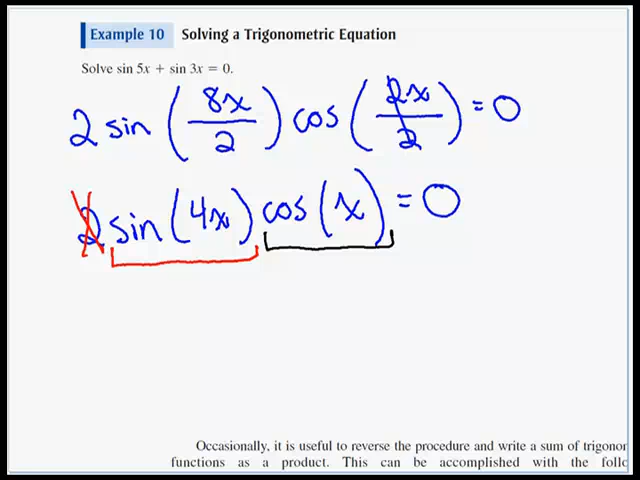 Example 10 Solving a Trigonometric Equation
Solve sin 5x + sin 3x = 0.
2 sin (8x/2) cos (2x/2) = 0
2 sin (4x) cos (x) = 0
Occasionally, it is useful to reverse the procedure and write a sum of
functions as a product. This can be accomplished with the